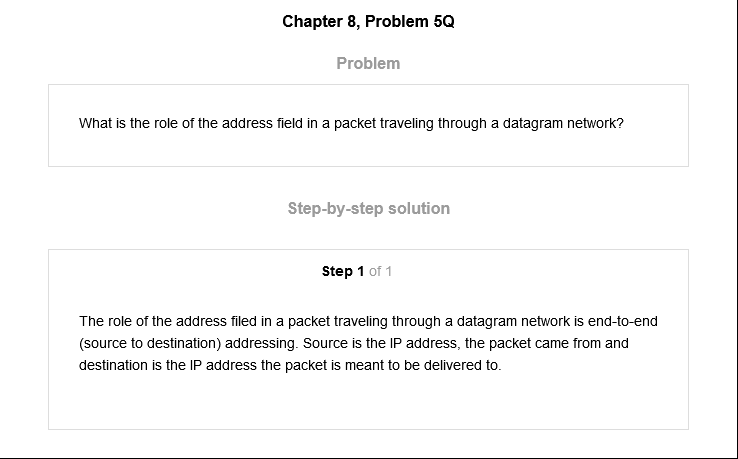 Chapter 8, Problem 5Q
Problem
What is the role of the address field in a packet traveling through a datagram network?
Step-by-step solution
Step 1 of 1
The role of the address filed in a packet traveling through a datagram network is end-to-end
(source to destination) addressing. Source is the IP address, the packet came from and
destination is the IP address the packet is meant to be delivered to.